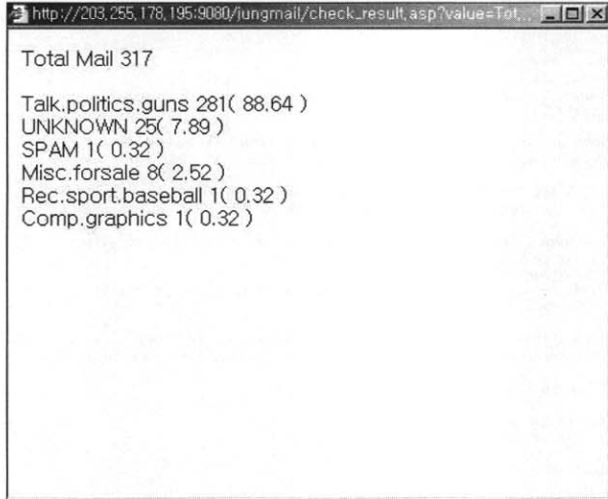 http://203,255,178,195:9080/jungmail/check_result,asp?value=Tot...
Total Mail 317
Talk.politics.guns 281( 88.64 )
UNKNOWN 25( 7.89 )
SPAM 1( 0.32 )
Misc.forsale 8( 2.52 )
Rec.sport.baseball 1( 0.32 )
Comp.graphics 1( 0.32 )